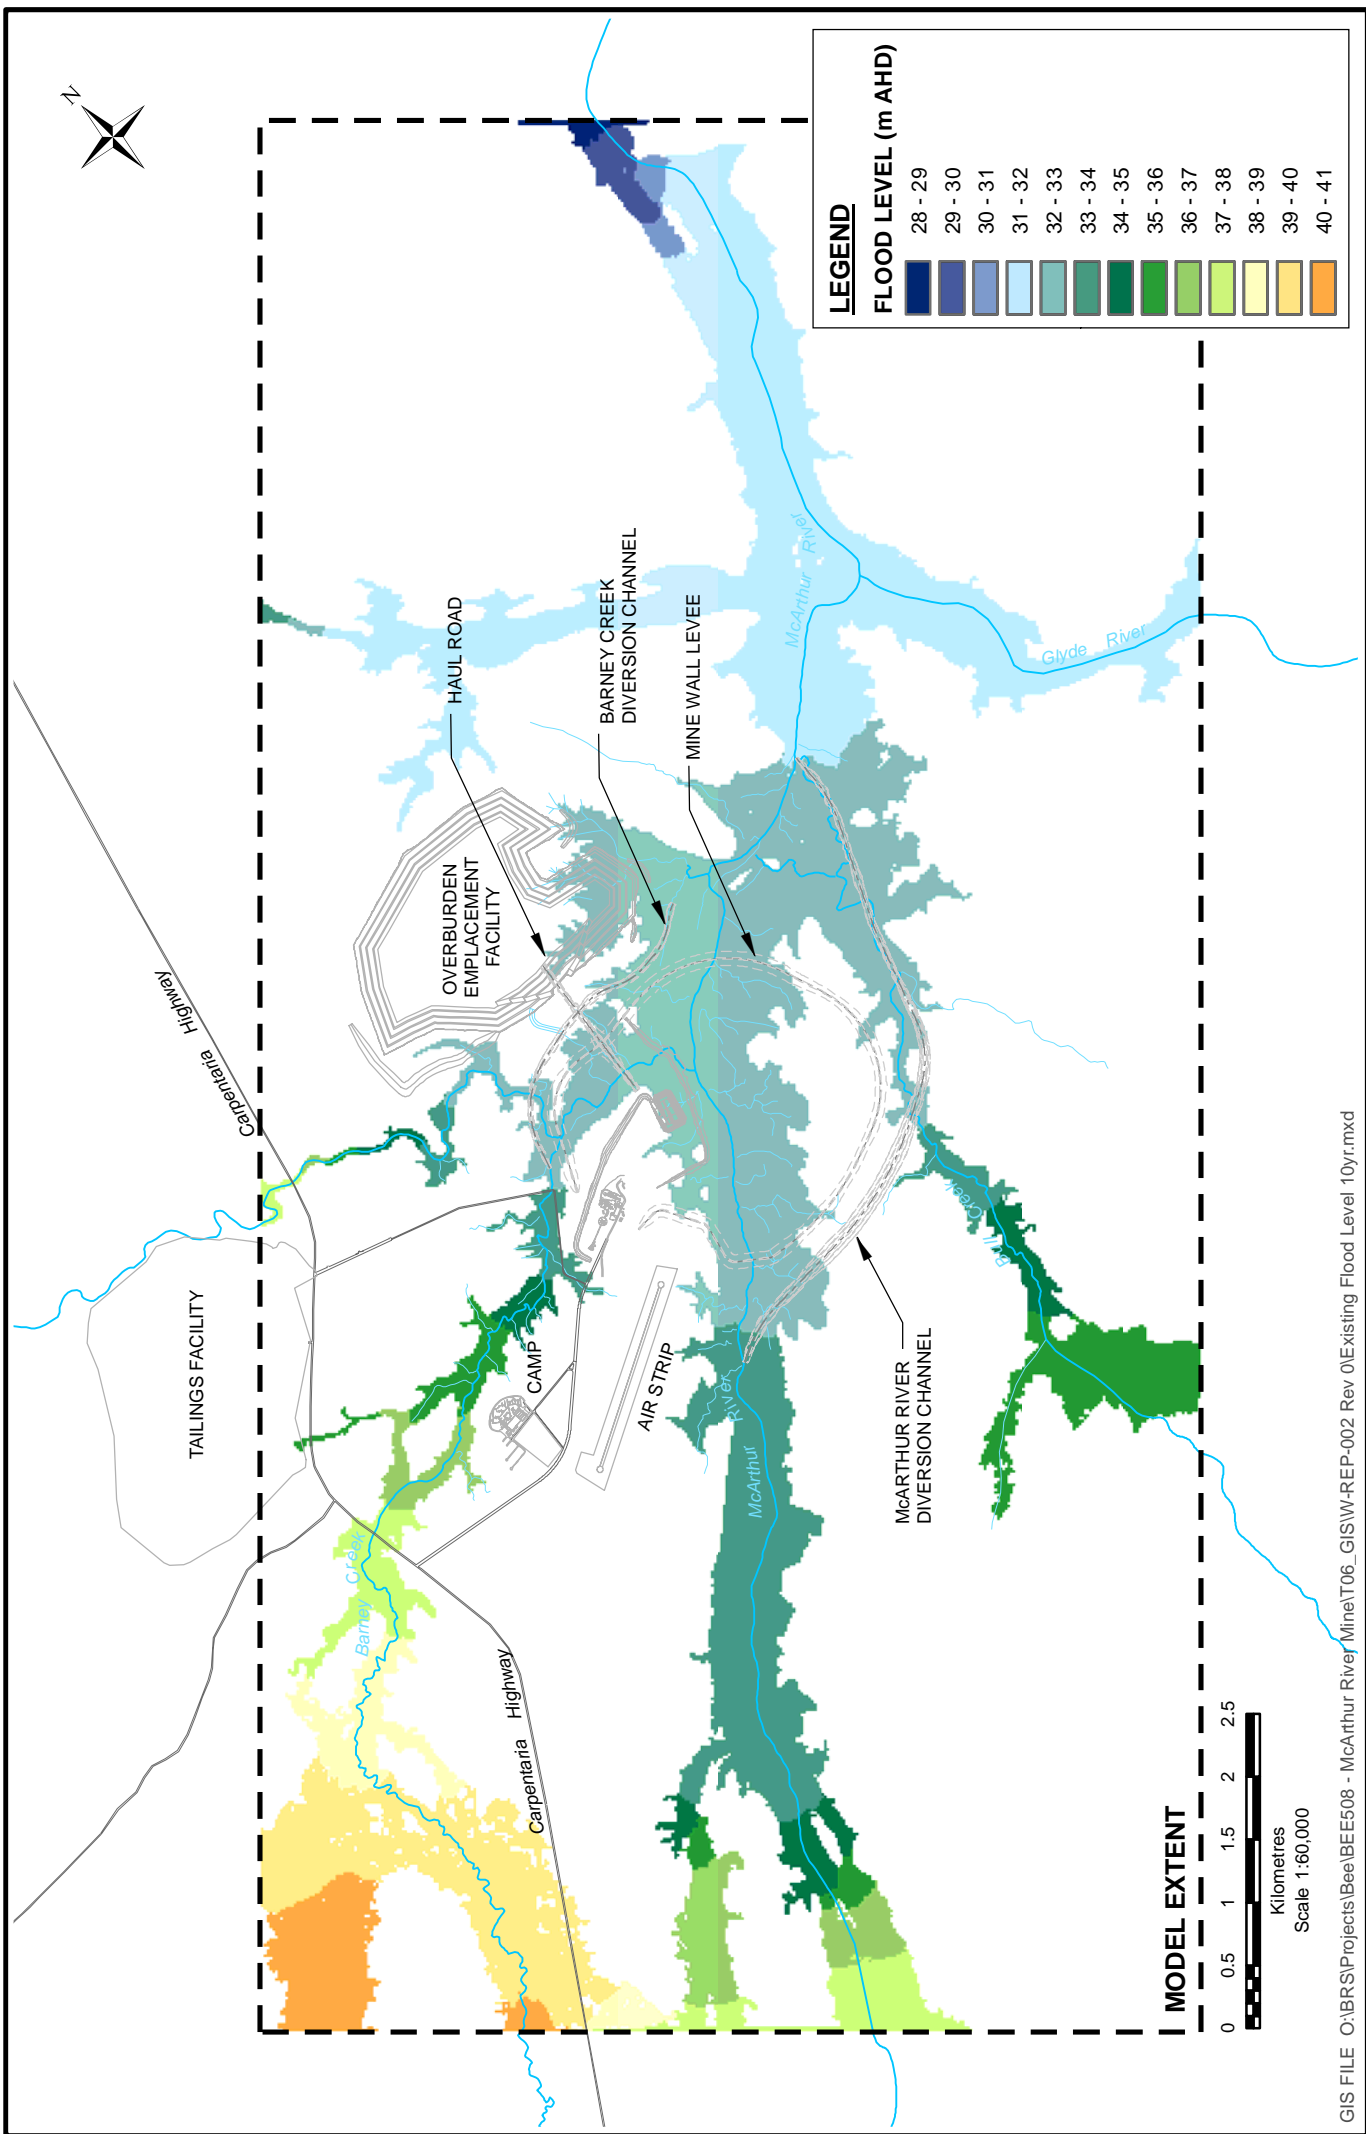 N
Carpentaria Highway
TAILINGS FACILITY
OVERBURDEN
EMPLACEMENT
FACILITY
HAUL ROAD
BARNEY CREEK
DIVERSION CHANNEL
MINE WALL LEVEE
Barney Creek
CAMP
AIR STRIP
Carpentaria Highway
McArthur River
McArthur River
Glyde River
Bull Creek
McARTHUR RIVER
DIVERSION CHANNEL
MODEL EXTENT
0 0.5 1 1.5 2 2.5
Kilometres
Scale 1:60,000
LEGEND
FLOOD LEVEL (m AHD)
28 - 29
29 - 30
30 - 31
31 - 32
32 - 33
33 - 34
34 - 35
35 - 36
36 - 37
37 - 38
38 - 39
39 - 40
40 - 41
GIS FILE O:\BRS\Projects\Bee\BEE508 - McArthur River Mine\T06_GIS\W-REP-002 Rev 0\Existing Flood Level 10yr.mxd